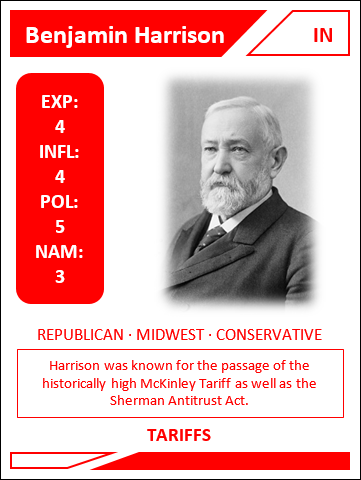 Benjamin Harrison
IN
EXP:
4
INFL:
4
POL:
5
NAM:
3
REPUBLICAN · MIDWEST · CONSERVATIVE
Harrison was known for the passage of the
historically high McKinley Tariff as well as the
Sherman Antitrust Act.
TARIFFS